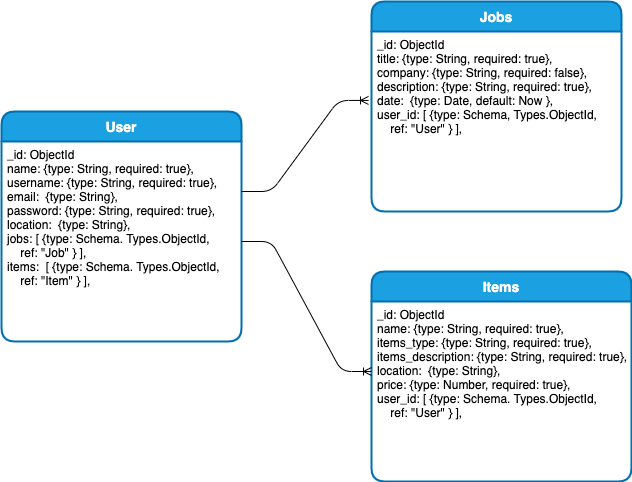 Jobs
_id: ObjectId
title: {type: String, required: true},
company: {type: String, required: false},
description: {type: String, required: true},
date:  {type: Date, default: Now },
user_id: [ {type: Schema, Types.ObjectId,
ref: "User" } ],
User
_id: ObjectId
name: {type: String, required: true},
username: {type: String, required: true},
email:  {type: String},
password: {type: String, required: true},
location:  {type: String},
jobs: [ {type: Schema. Types.ObjectId,
ref: "Job" } ],
items:  [ {type: Schema. Types.ObjectId,
ref: "Item" } ],
Items
_id: ObjectId
name: {type: String, required: true},
items_type: {type: String, required: true},
items_description: {type: String, required: true},
location:  {type: String},
price: {type: Number, required: true},
user_id: [ {type: Schema. Types.ObjectId,
ref: "User" } ],